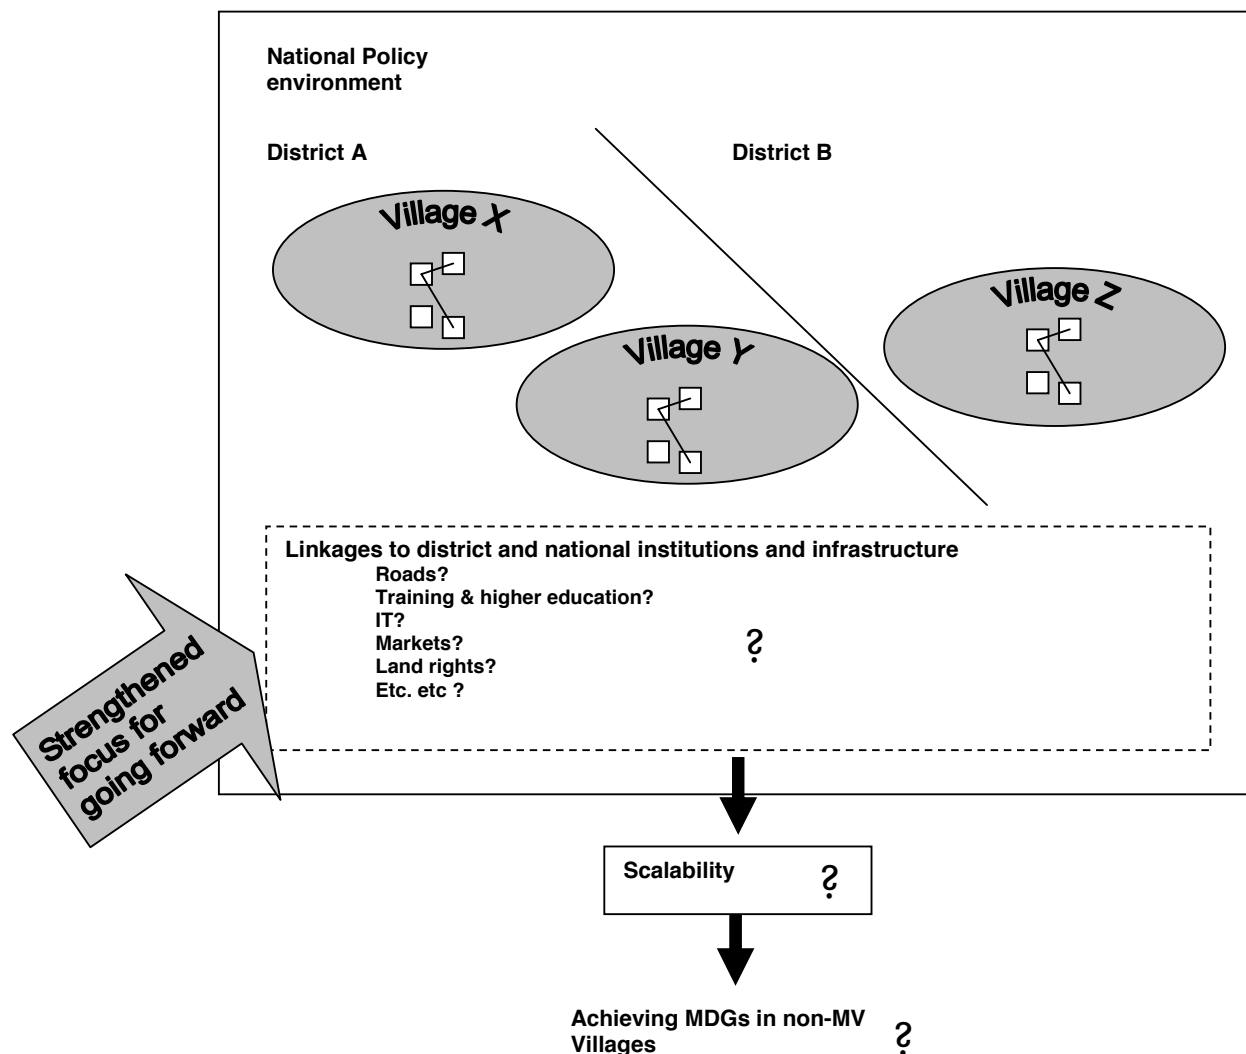 National Policy
environment
District A
District B
Village X
Village Y
Village Z
Linkages to district and national institutions and infrastructure
Roads?
Training & higher education?
IT?
Markets?
Land rights?
Etc. etc ?
?
Strengthened
focus for
going forward
Scalability ?
Achieving MDGs in non-MV
Villages ?